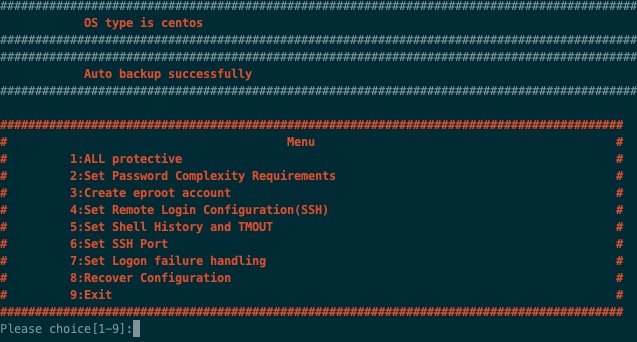 ###########################################################################################
OS type is centos
###########################################################################################
###########################################################################################
Auto backup successfully
###########################################################################################
#########################################################################################
# Menu #
# 1:ALL protective #
# 2:Set Password Complexity Requirements #
# 3:Create eproot account #
# 4:Set Remote Login Configuration(SSH) #
# 5:Set Shell History and TMOUT #
# 6:Set SSH Port #
# 7:Set Logon failure handling #
# 8:Recover Configuration #
# 9:Exit #
#########################################################################################
Please choice[1-9]: